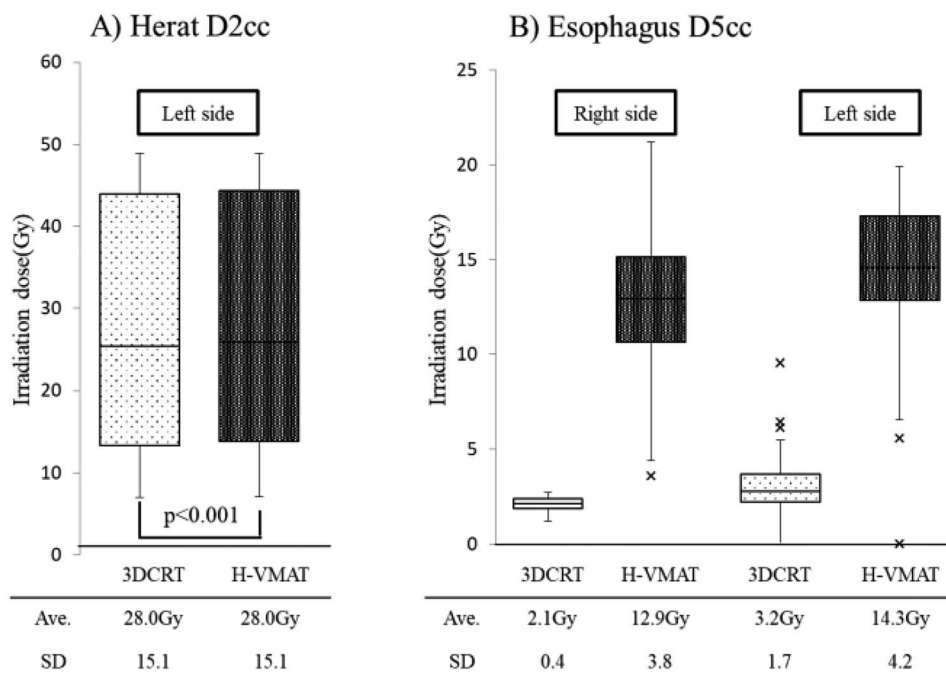 A) Herat D2cc
60
50
40
30
20
10
0
Irradiation dose(Gy)
Left side
p<0.001
3DCRT H-VMAT
Ave. 28.0Gy 28.0Gy
SD 15.1 15.1
B) Esophagus D5cc
25
20
15
10
5
0
Irradiation dose(Gy)
Right side Left side
3DCRT H-VMAT 3DCRT H-VMAT
Ave. 2.1Gy 12.9Gy 3.2Gy 14.3Gy
SD 0.4 3.8 1.7 4.2